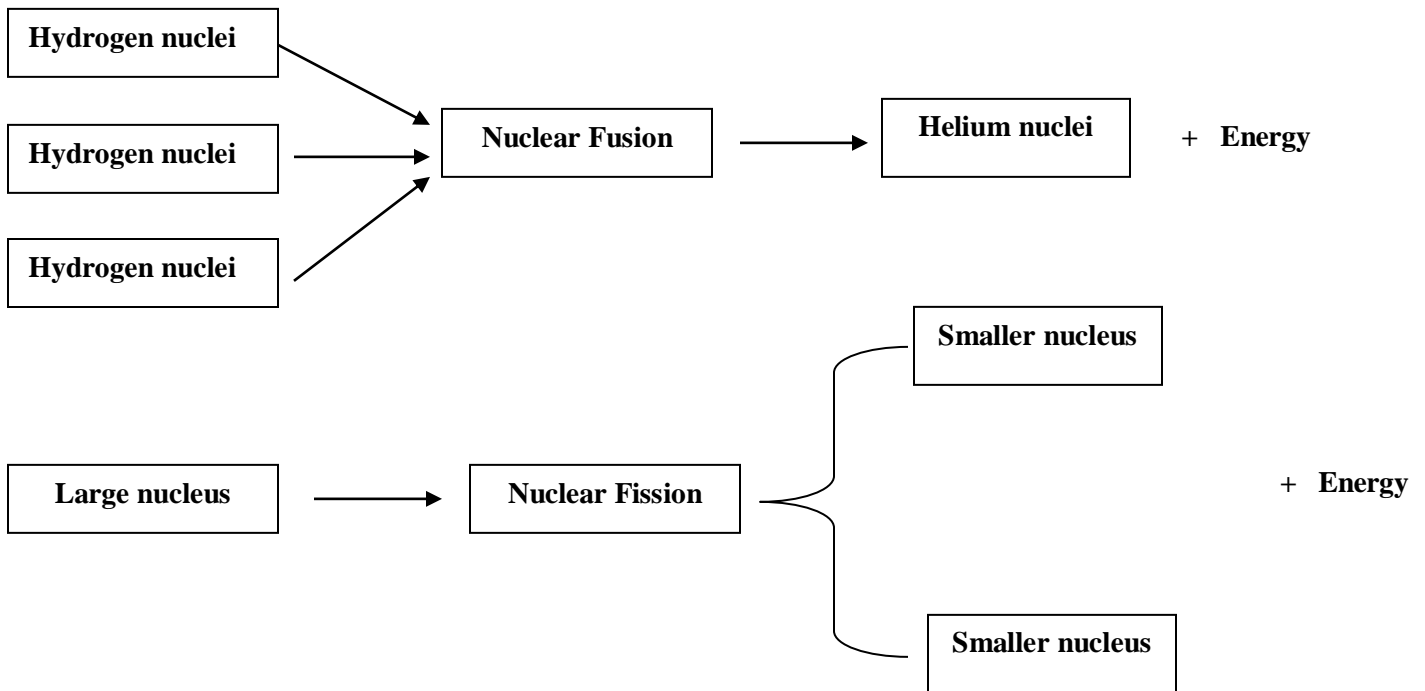 Hydrogen nuclei
Hydrogen nuclei
Hydrogen nuclei
Nuclear Fusion
Helium nuclei
+ Energy
Large nucleus
Nuclear Fission
Smaller nucleus
Smaller nucleus
+ Energy